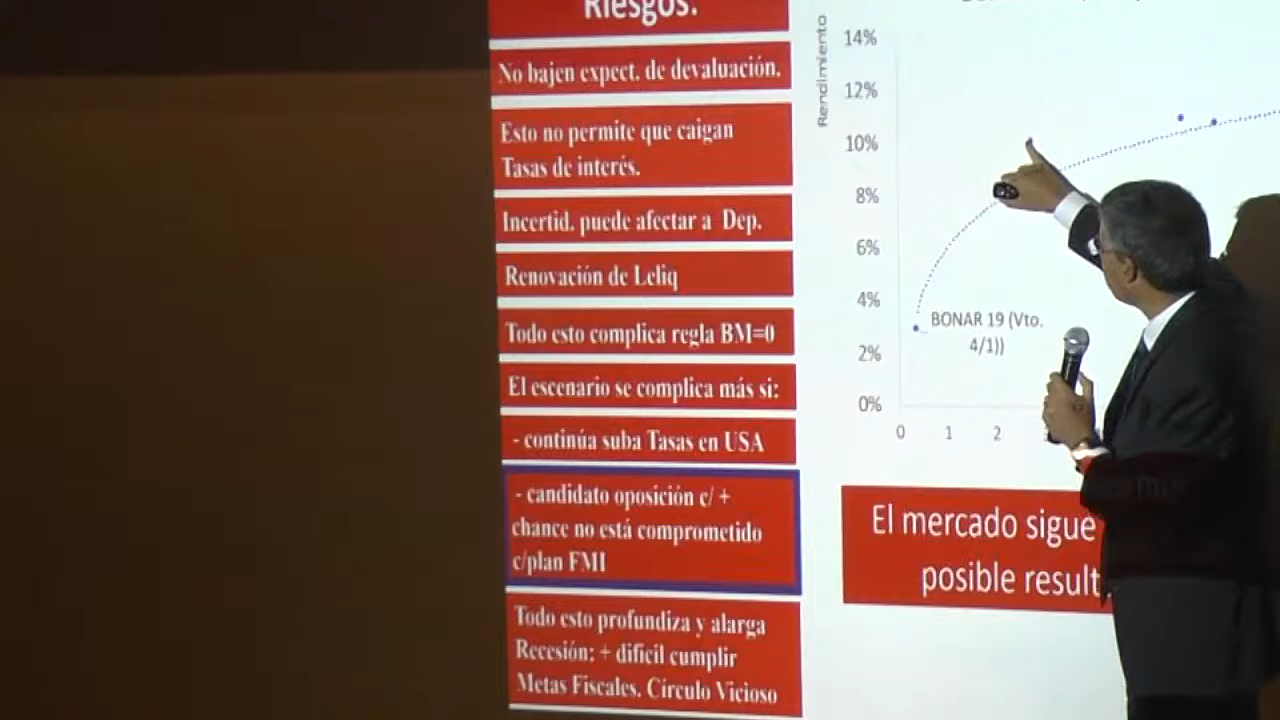 Riesgos:
No bajen expect. de devaluación.
Esto no permite que caigan
Tasas de interés.
Incertid. puede afectar a Dep.
Renovación de Leliq
Todo esto complica regla BM=0
El escenario se complica más si:
- continúa suba Tasas en USA
- candidato oposición c/ +
chance no está comprometido
c/plan FMI
Todo esto profundiza y alarga
Recesión; + dificil cumplir
Metas Fiscales. Círculo Vicioso
Rendimiento
14%
12%
10%
8%
6%
4%
2%
0%
BONAR 19 (Vto.
4/1))
0 1 2
El mercado sigue
posible result